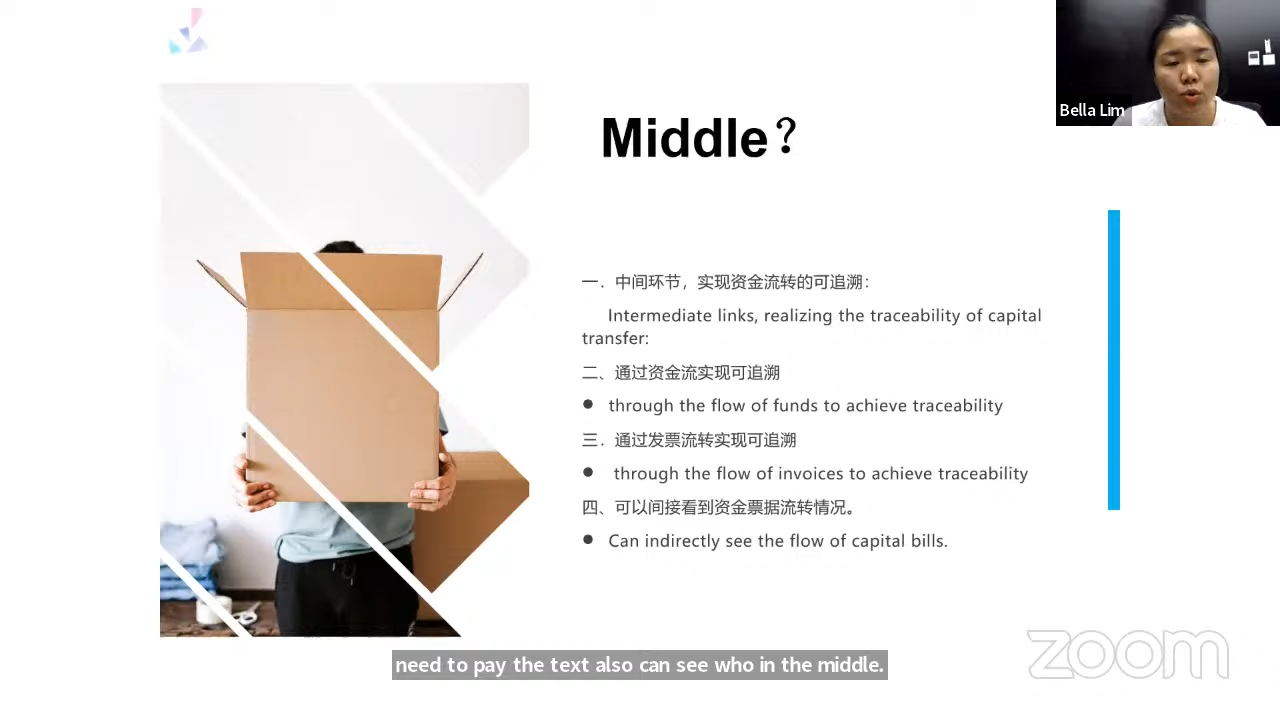 Bella Lim
Middle？
一．中间环节，实现资金流转的可追溯：
Intermediate links, realizing the traceability of capital
transfer:
二、通过资金流实现可追溯
● through the flow of funds to achieve traceability
三．通过发票流转实现可追溯
● through the flow of invoices to achieve traceability
四、可以间接看到资金票据流转情况。
● Can indirectly see the flow of capital bills.
zoom
need to pay the text also can see who in the middle.